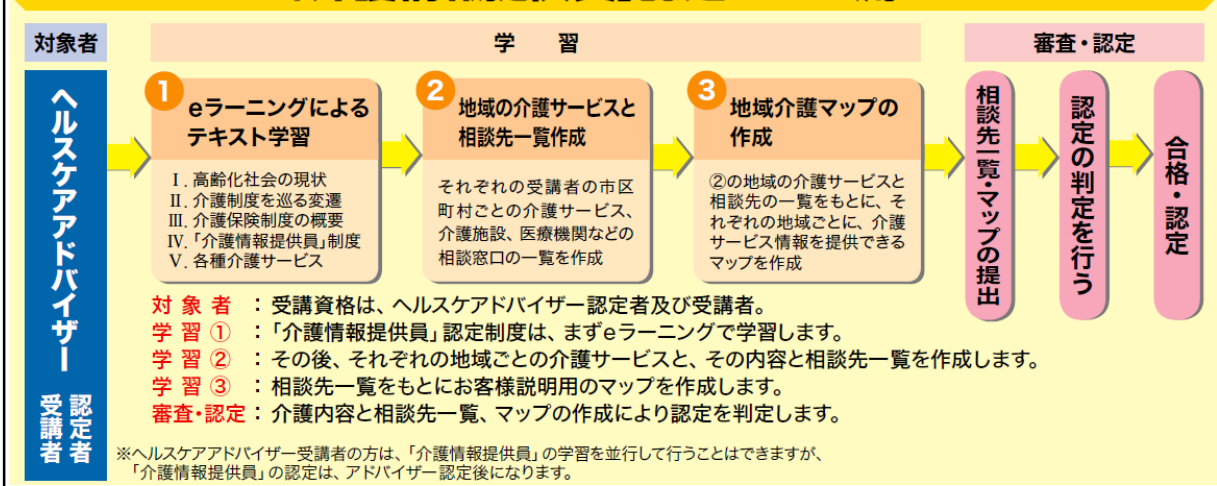 対象者
学 習
審査・認定
ヘルスケアアドバイザー
認定者
受講者
1
eラーニングによる
テキスト学習
Ⅰ. 高齢化社会の現状
Ⅱ. 介護制度を巡る変遷
Ⅲ. 介護保険制度の概要
Ⅳ.「介護情報提供員」制度
Ⅴ. 各種介護サービス
2
地域の介護サービスと
相談先一覧作成
それぞれの受講者の市区
町村ごとの介護サービス、
介護施設、医療機関などの
相談窓口の一覧を作成
3
地域介護マップの
作成
②の地域の介護サービスと
相談先の一覧をもとに、そ
れぞれの地域ごとに、介護
サービス情報を提供できる
マップを作成
相談先一覧・マップの提出
認定の判定を行う
合格・認定
対 象 者 ：受講資格は、ヘルスケアドバイザー認定者及び受講者。
学 習 ① ：「介護情報提供員」認定制度は、まずeラーニングで学習します。
学 習 ② ：その後、それぞれの地域ごとの介護サービスと、その内容と相談先一覧を作成します。
学 習 ③ ：相談先一覧をもとにお客様説明用のマップを作成します。
審査・認定：介護内容と相談先一覧、マップの作成により認定を判定します。
※ヘルスケアアドバイザー受講者の方は、「介護情報提供員」の学習を並行して行うことはできますが、
「介護情報提供員」の認定は、アドバイザー認定後になります。